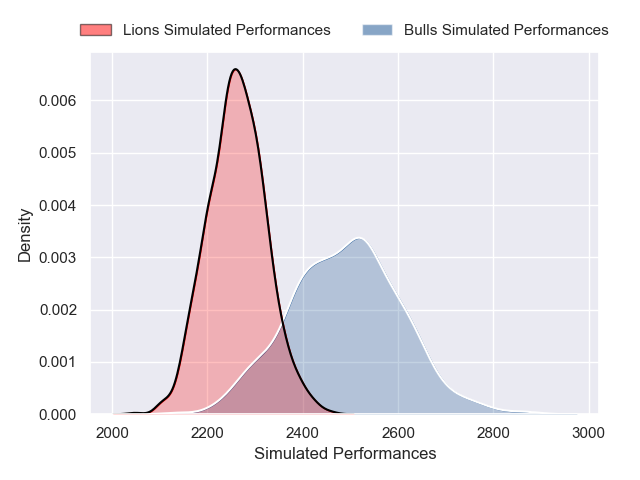 Lions Simulated Performances Bulls Simulated Performances
0.006
0.005
0.004
0.003
0.002
0.001
0.000
Density
2000 2200 2400 2600 2800 3000
Simulated Performances